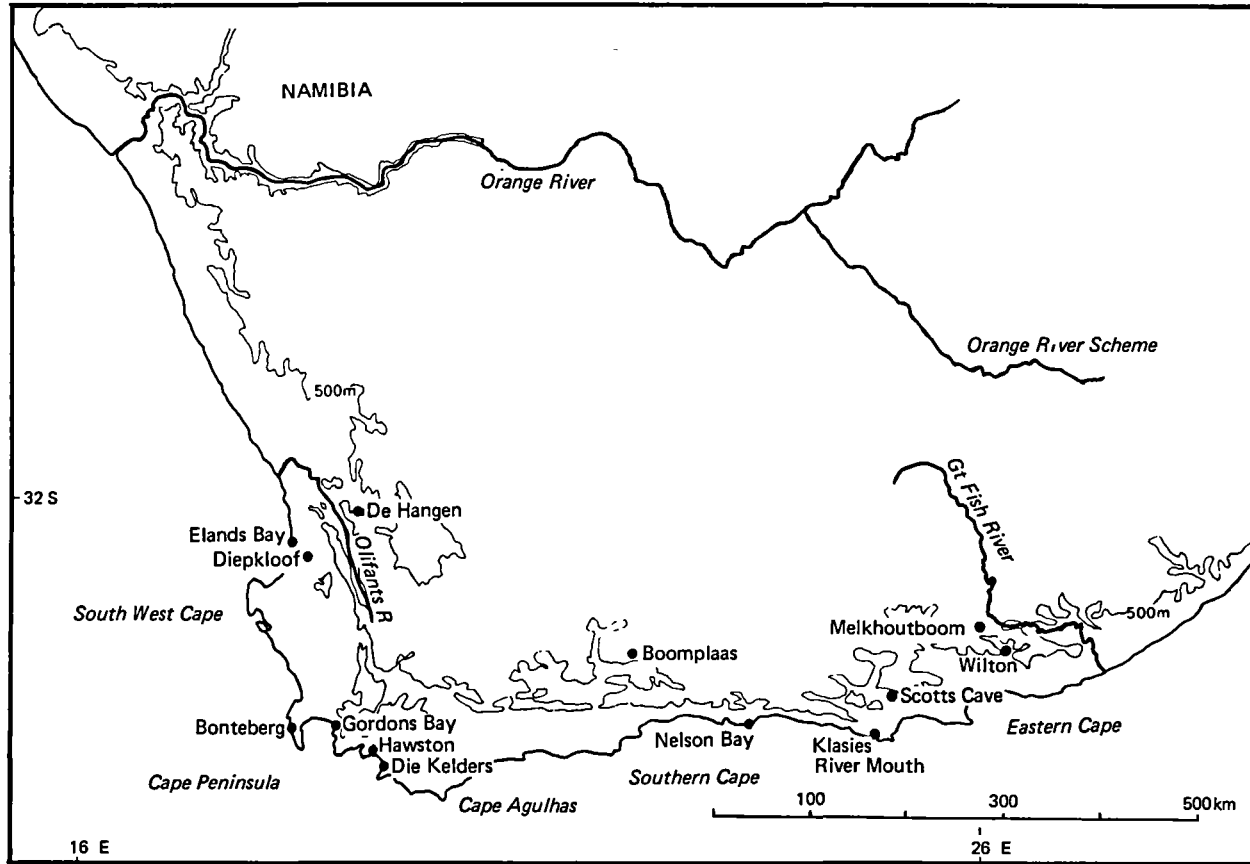 NAMIBIA
Orange River
Orange River Scheme
500m
32 S
De Hangen
Elands Bay
Diepkloof
Olifants R
Gt Fish River
South West Cape
500m
Melkhoutboom
Boomplaas
Wilton
Scotts Cave
Bonteberg
Gordons Bay
Hawston
Nelson Bay
Klasies
River Mouth
Eastern Cape
Die Kelders
Cape Peninsula
Southern Cape
Cape Agulhas
100
300
500km
16 E
26 E